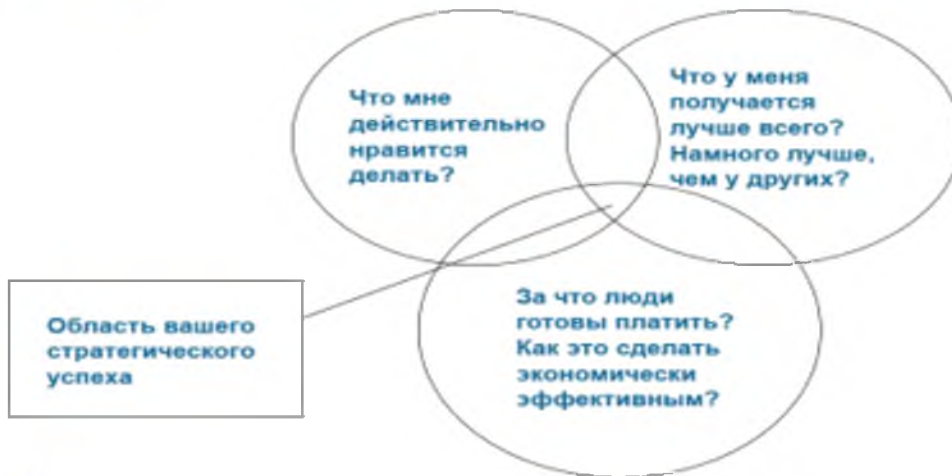 Что мне
действительно
нравится
делать?
Что у меня
получается
лучше всего?
Намного лучше,
чем у других?
За что люди
готовы платить?
Как это сделать
экономически
эффективным?
Область вашего
стратегического
успеха